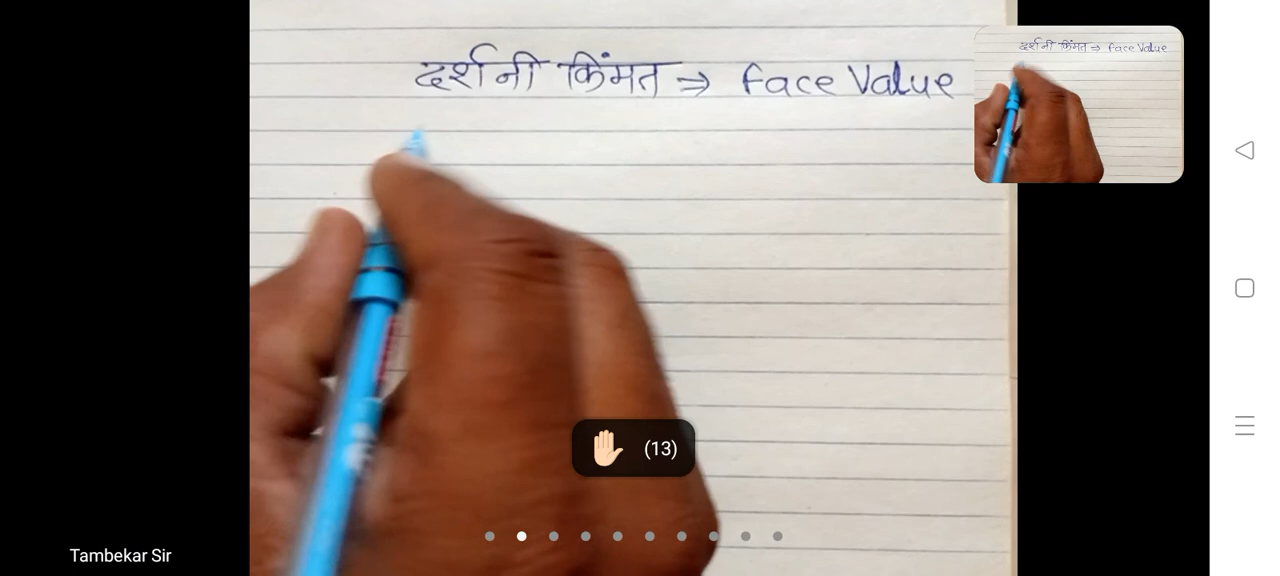 दर्शनी किंमत ⇒ Face Value
दर्शनी किंमत ⇒ Face Value
(13)
Tambekar Sir